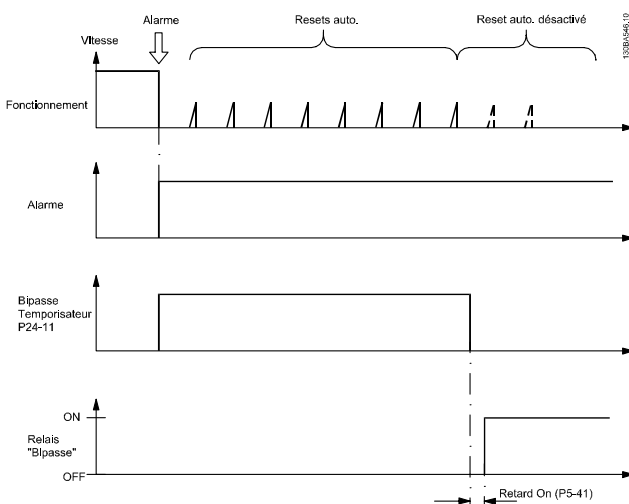 Alarme
Resets auto.
Reset auto. désactivé
130BA546.10
VItesse
Fonctionnement
Alarme
Bipasse
Temporisateur
P24-11
ON
Relais
"BIpasse"
OFF
Retard On (P5-41)